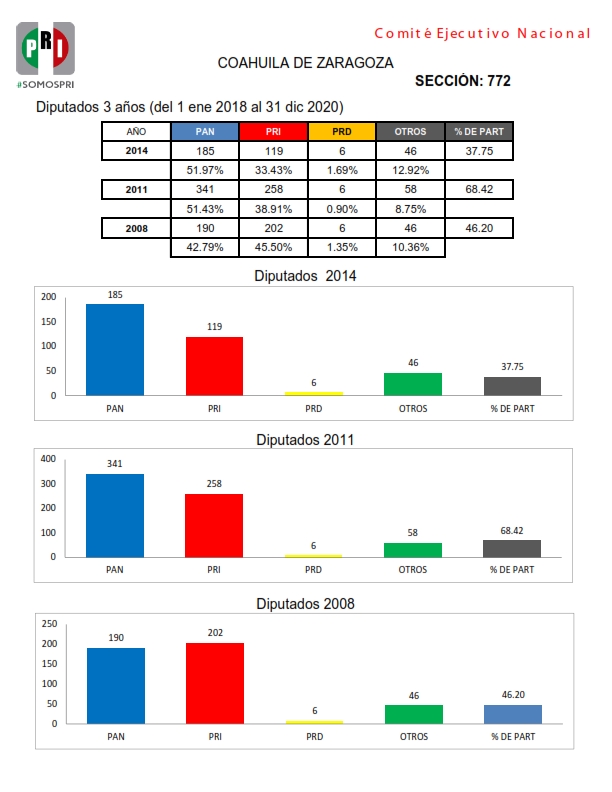 Comité Ejecutivo Nacional
PRI
#SOMOSPRI
COAHUILA DE ZARAGOZA
SECCIÓN: 772
Diputados 3 años (del 1 ene 2018 al 31 dic 2020)
AÑO PAN PRI PRD OTROS % DE PART
2014 185 119 6 46 37.75
51.97% 33.43% 1.69% 12.92%
2011 341 258 6 58 68.42
51.43% 38.91% 0.90% 8.75%
2008 190 202 6 46 46.20
42.79% 45.50% 1.35% 10.36%
Diputados 2014
200
150
100
50
0
185 119 6 46 37.75
PAN PRI PRD OTROS % DE PART
Diputados 2011
400
300
200
100
0
341 258 6 58 68.42
PAN PRI PRD OTROS % DE PART
Diputados 2008
250
200
150
100
50
0
190 202 6 46 46.20
PAN PRI PRD OTROS % DE PART